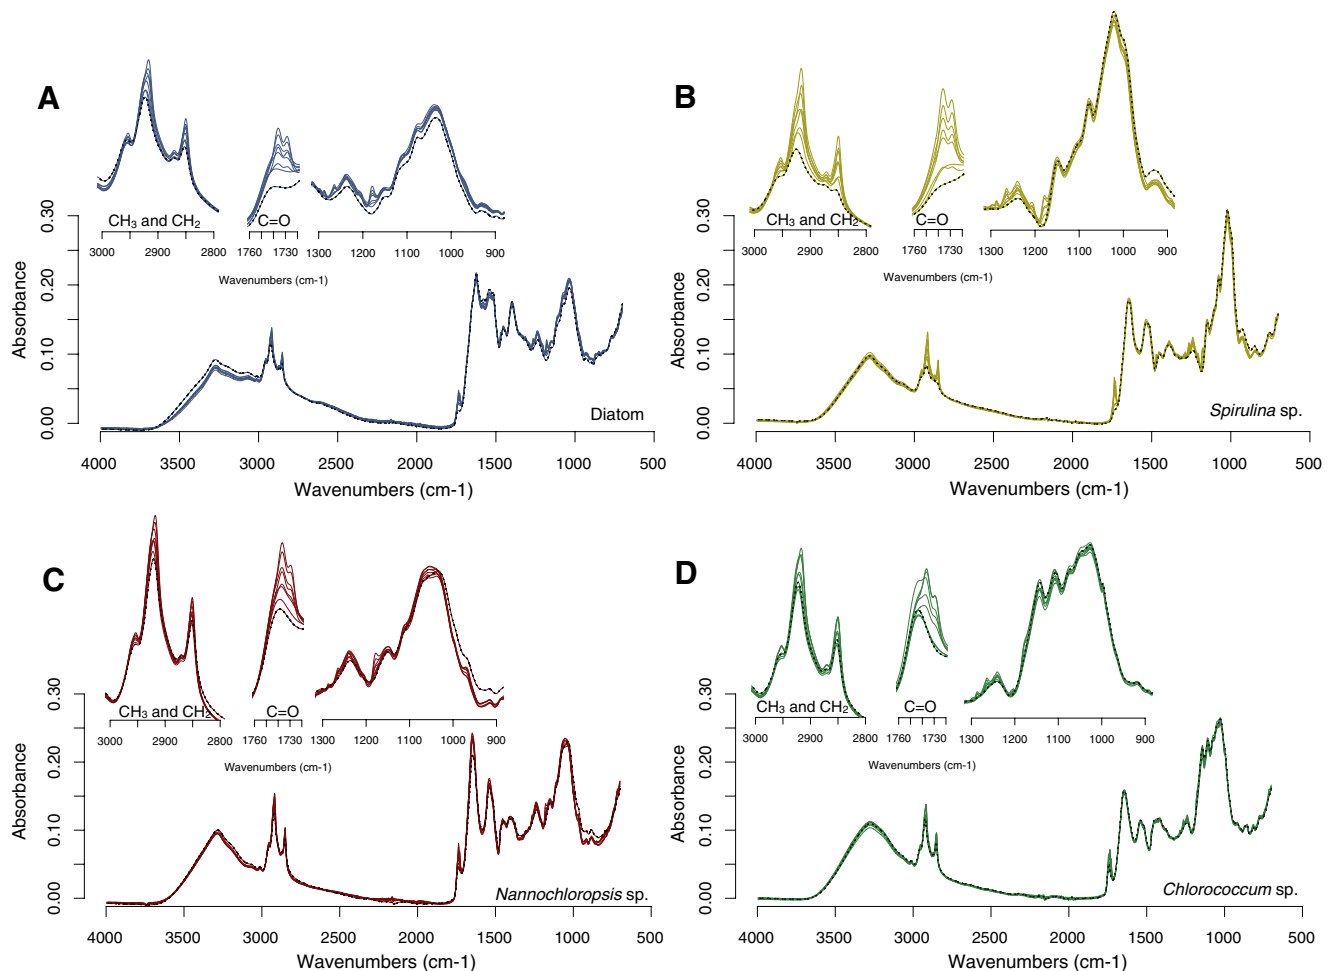 A
CH3 and CH2
C=O
3000 2900 2800
1760 1730
1300 1200 1100 1000 900
Wavenumbers (cm-1)
0.00 0.10 0.20 0.30
Absorbance
Diatom
4000 3500 3000 2500 2000 1500 1000 500
Wavenumbers (cm-1)
B
CH3 and CH2
C=O
3000 2900 2800
1760 1730
1300 1200 1100 1000 900
Wavenumbers (cm-1)
0.00 0.10 0.20 0.30
Absorbance
Spirulina sp.
4000 3500 3000 2500 2000 1500 1000 500
Wavenumbers (cm-1)
C
CH3 and CH2
C=O
3000 2900 2800
1760 1730
1300 1200 1100 1000 900
Wavenumbers (cm-1)
0.00 0.10 0.20 0.30
Absorbance
Nannochloropsis sp.
4000 3500 3000 2500 2000 1500 1000 500
Wavenumbers (cm-1)
D
CH3 and CH2
C=O
3000 2900 2800
1760 1730
1300 1200 1100 1000 900
Wavenumbers (cm-1)
0.00 0.10 0.20 0.30
Absorbance
Chlorococcum sp.
4000 3500 3000 2500 2000 1500 1000 500
Wavenumbers (cm-1)